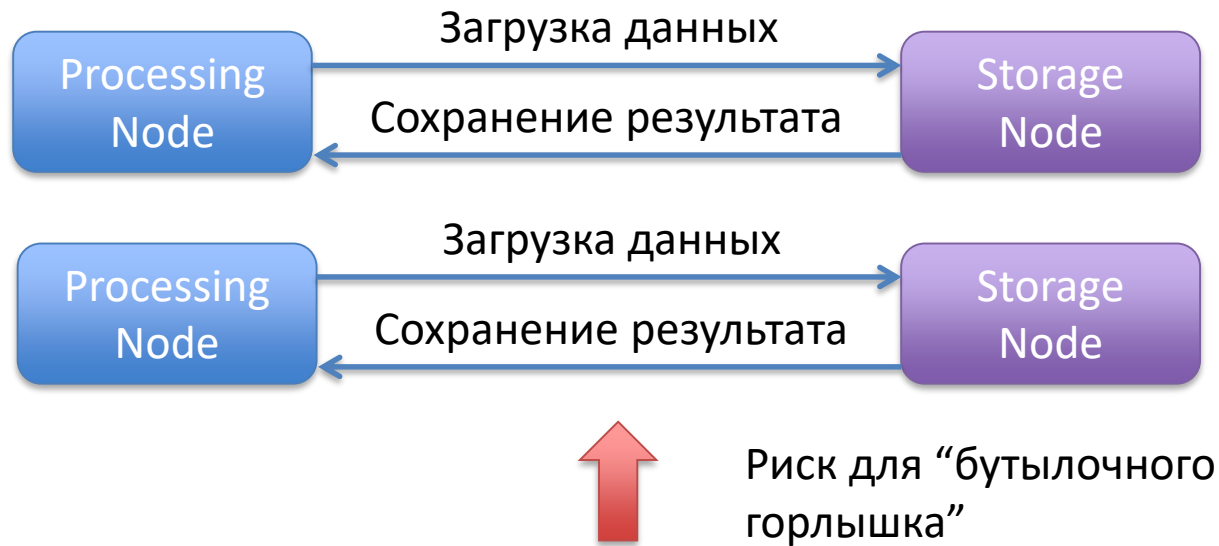 Загрузка данных
Processing
Node
Storage
Node
Сохранение результата
Загрузка данных
Processing
Node
Storage
Node
Сохранение результата
Риск для “бутылочного
горлышка”